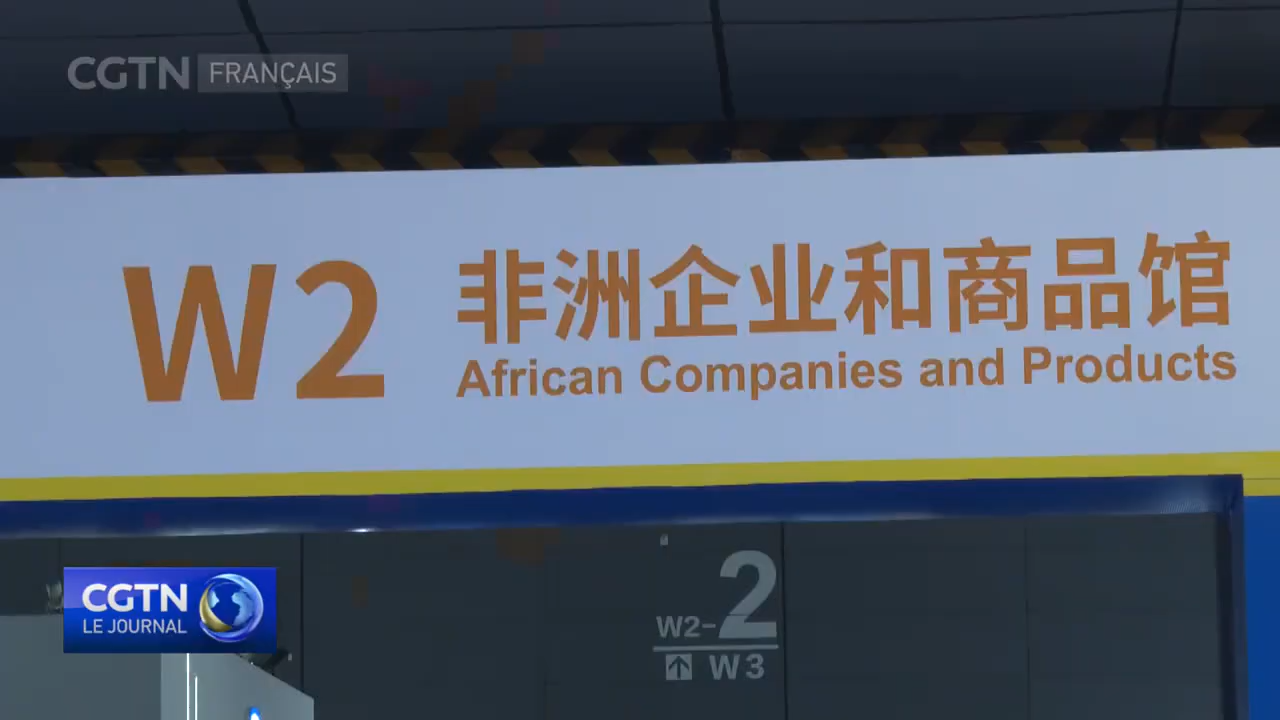 CGTN FRANÇAIS
W2 非洲企业和商品馆
African Companies and Products
CGTN
LE JOURNAL
W2-2
W3